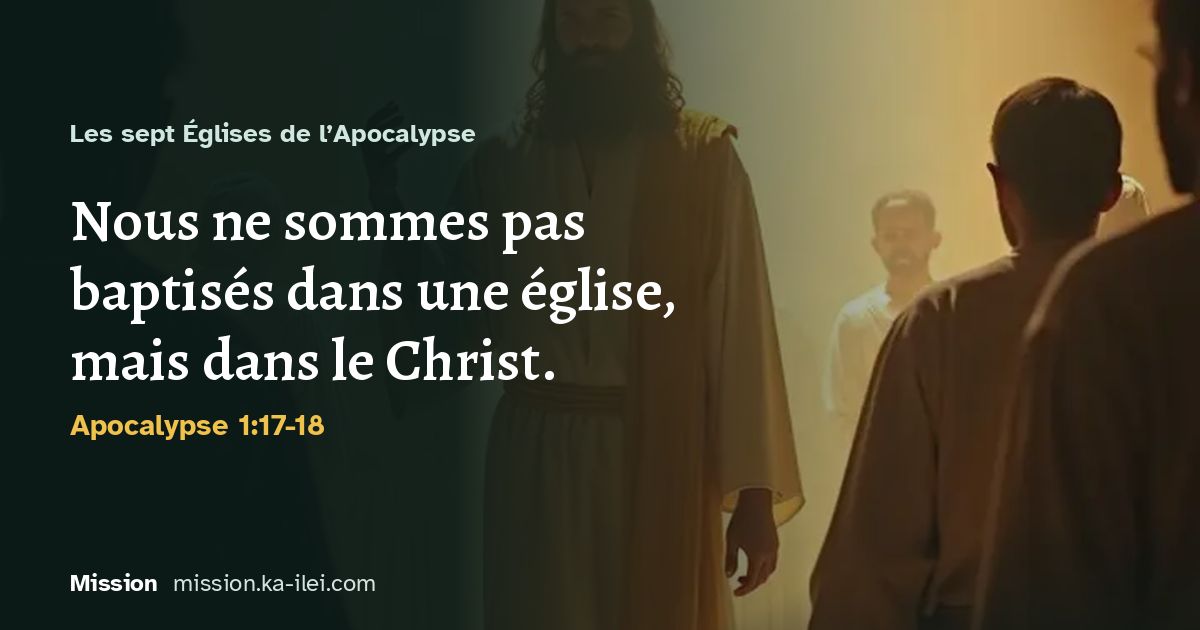 Les sept Églises de l’Apocalypse
Nous ne sommes pas
baptisés dans une église,
mais dans le Christ.
Apocalypse 1:17-18
Mission mission.ka-ilei.com